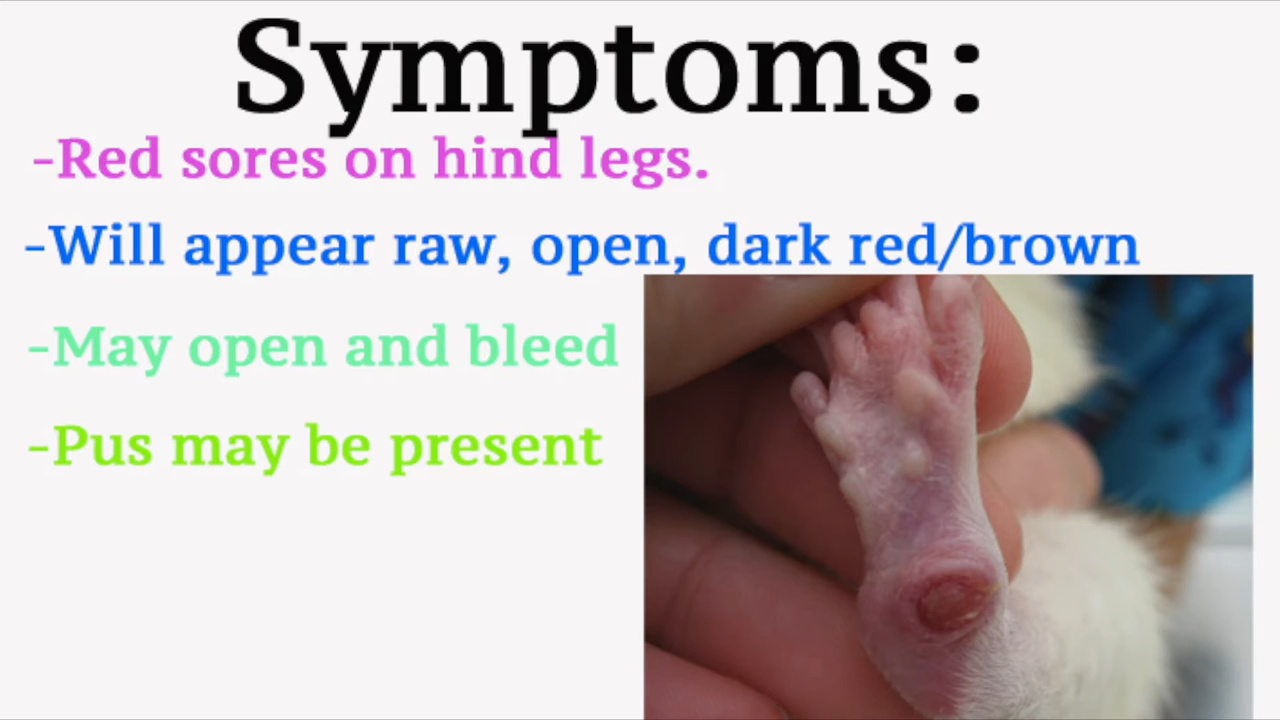 Symptoms:
-Red sores on hind legs.
-Will appear raw, open, dark red/brown
-May open and bleed
-Pus may be present